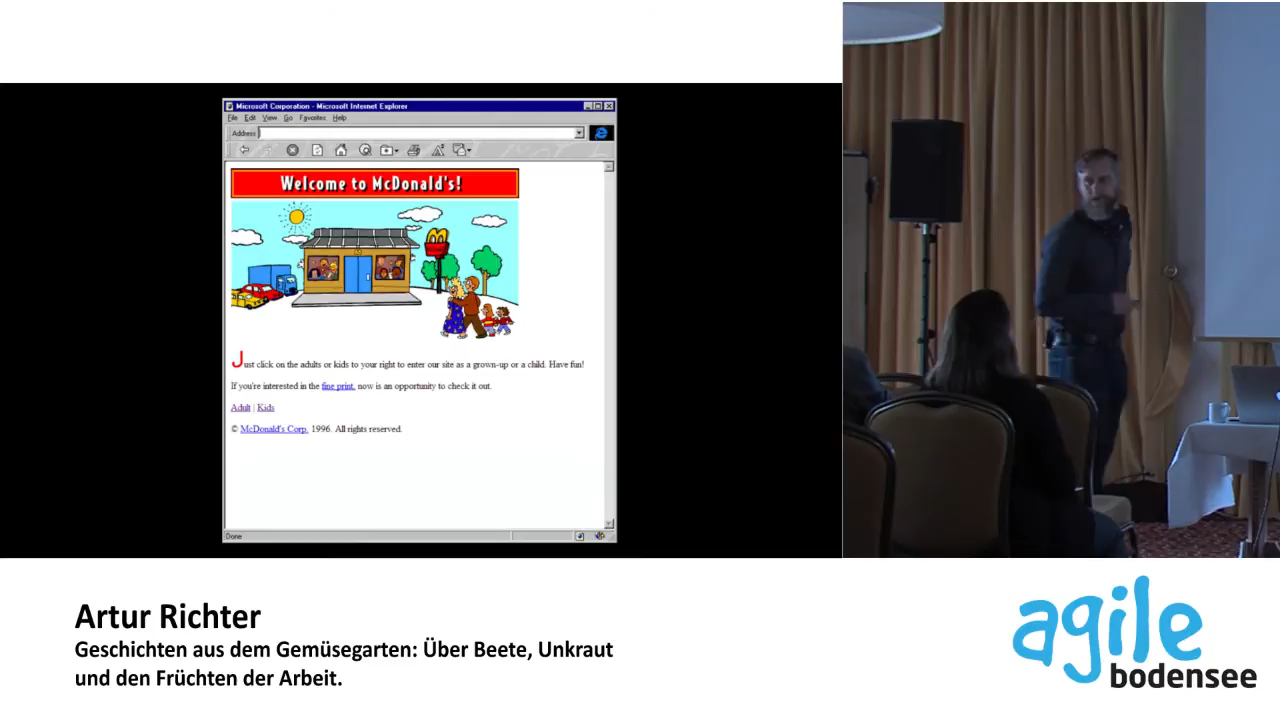 Microsoft Corporation - Microsoft Internet Explorer
File Edit View Go Favorites Help
Address
Welcome to McDonald's!
Just click on the adults or kids to your right to enter our site as a grown-up or a child. Have fun!
If you're interested in the fine print, now is an opportunity to check it out.
Adult | Kids
© McDonald's Corp. 1996. All rights reserved.
Done
Artur Richter
Geschichten aus dem Gemüsegarten: Über Beete, Unkraut
und den Früchten der Arbeit.
agile
bodensee